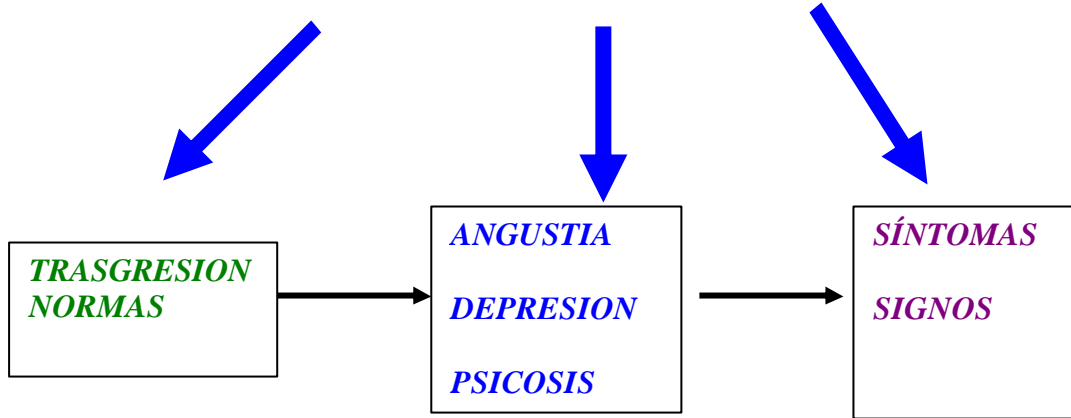 TRASGRESION
NORMAS
ANGUSTIA
DEPRESION
PSICOSIS
SÍNTOMAS
SIGNOS